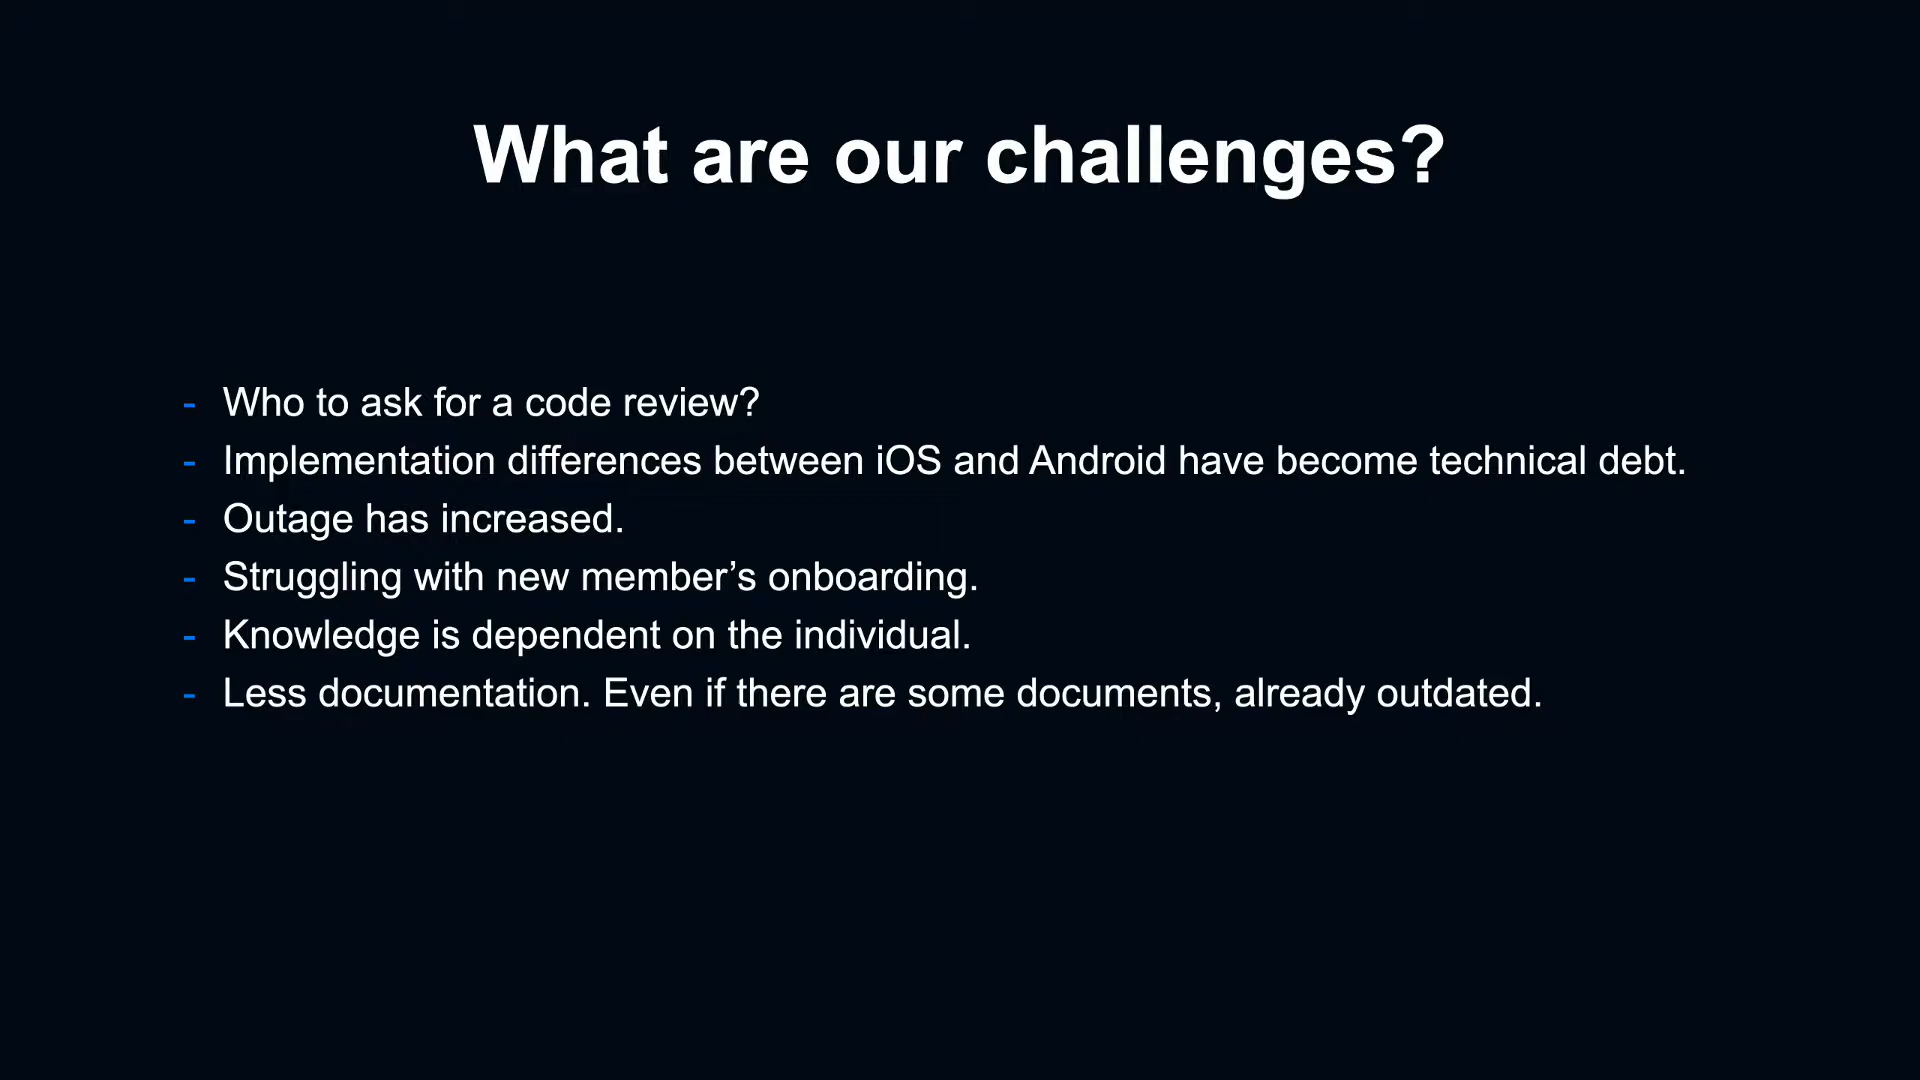 What are our challenges?
- Who to ask for a code review?
- Implementation differences between iOS and Android have become technical debt.
- Outage has increased.
- Struggling with new member’s onboarding.
- Knowledge is dependent on the individual.
- Less documentation. Even if there are some documents, already outdated.